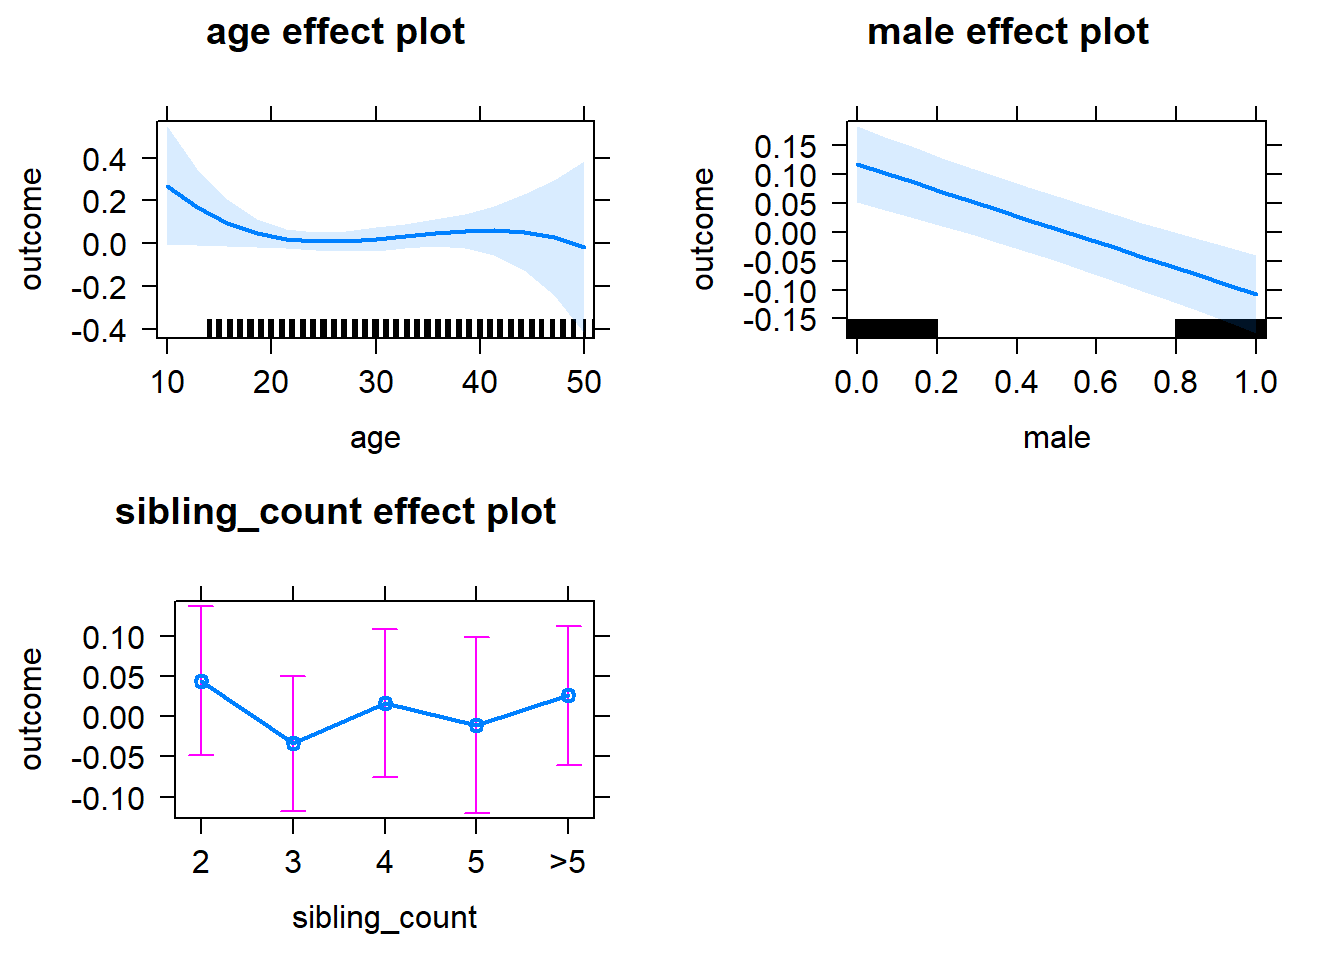 age effect plot
outcome
0.4
0.2
0.0
-0.2
-0.4
10 20 30 40 50
age
male effect plot
outcome
0.15
0.10
0.05
0.00
-0.05
-0.10
-0.15
0.0 0.2 0.4 0.6 0.8 1.0
male
sibling_count effect plot
outcome
0.10
0.05
0.00
-0.05
-0.10
2 3 4 5 >5
sibling_count